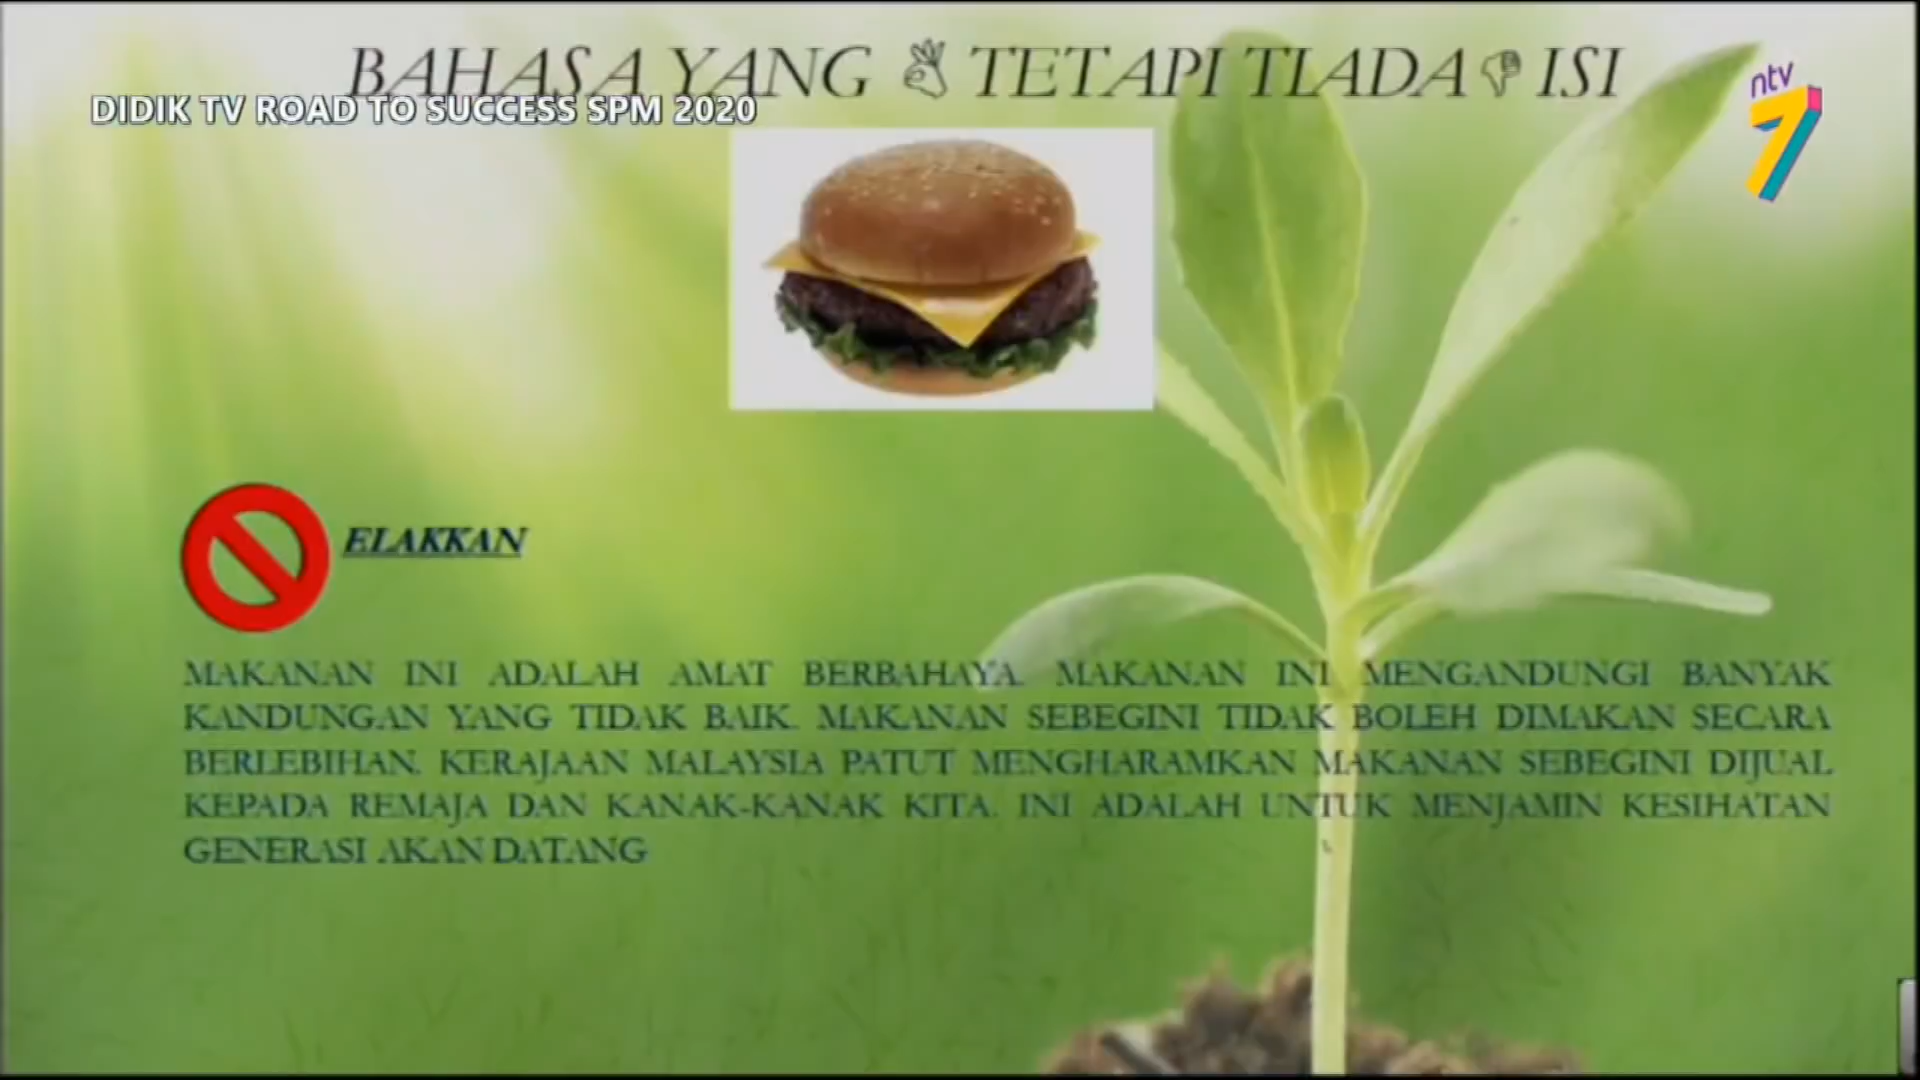 BAHASA YANG 👌 TETAPI TIADA 👎 ISI
DIDIK TV ROAD TO SUCCESS SPM 2020
ntv
7
ELAKKAN
MAKANAN INI ADALAH AMAT BERBAHAYA. MAKANAN INI MENGANDUNGI BANYAK
KANDUNGAN YANG TIDAK BAIK. MAKANAN SEBEGINI TIDAK BOLEH DIMAKAN SECARA
BERLEBIHAN. KERAJAAN MALAYSIA PATUT MENGHARAMKAN MAKANAN SEBEGINI DIJUAL
KEPADA REMAJA DAN KANAK-KANAK KITA. INI ADALAH UNTUK MENJAMIN KESIHATAN
GENERASI AKAN DATANG